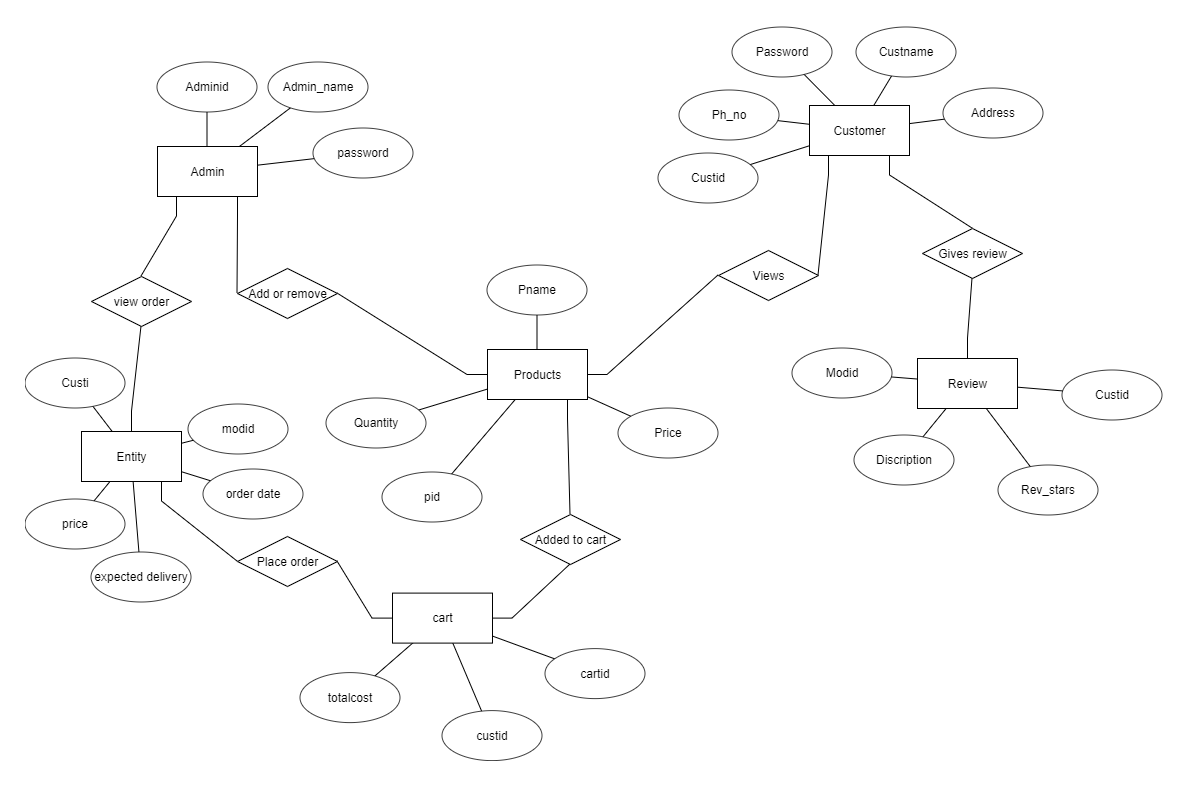 Password
Custname
Adminid
Admin_name
Ph_no
Address
Customer
password
Admin
Custid
Gives review
Views
Pname
Add or remove
view order
Modid
Products
Custi
Review
Custid
Quantity
modid
Price
Entity
Discription
order date
pid
Rev_stars
price
Added to cart
Place order
expected delivery
cart
cartid
totalcost
custid